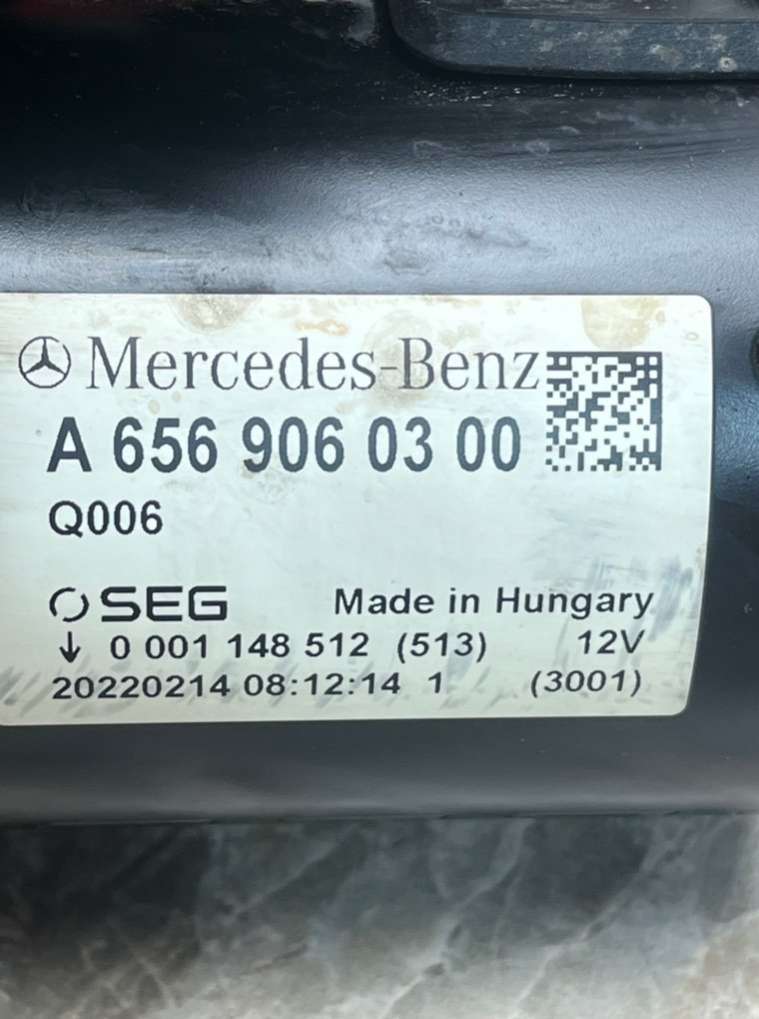 Mercedes-Benz
A 656 906 03 00
Q006
SEG Made in Hungary
↓ 0 001 148 512 (513) 12V
20220214 08:12:14 1 (3001)